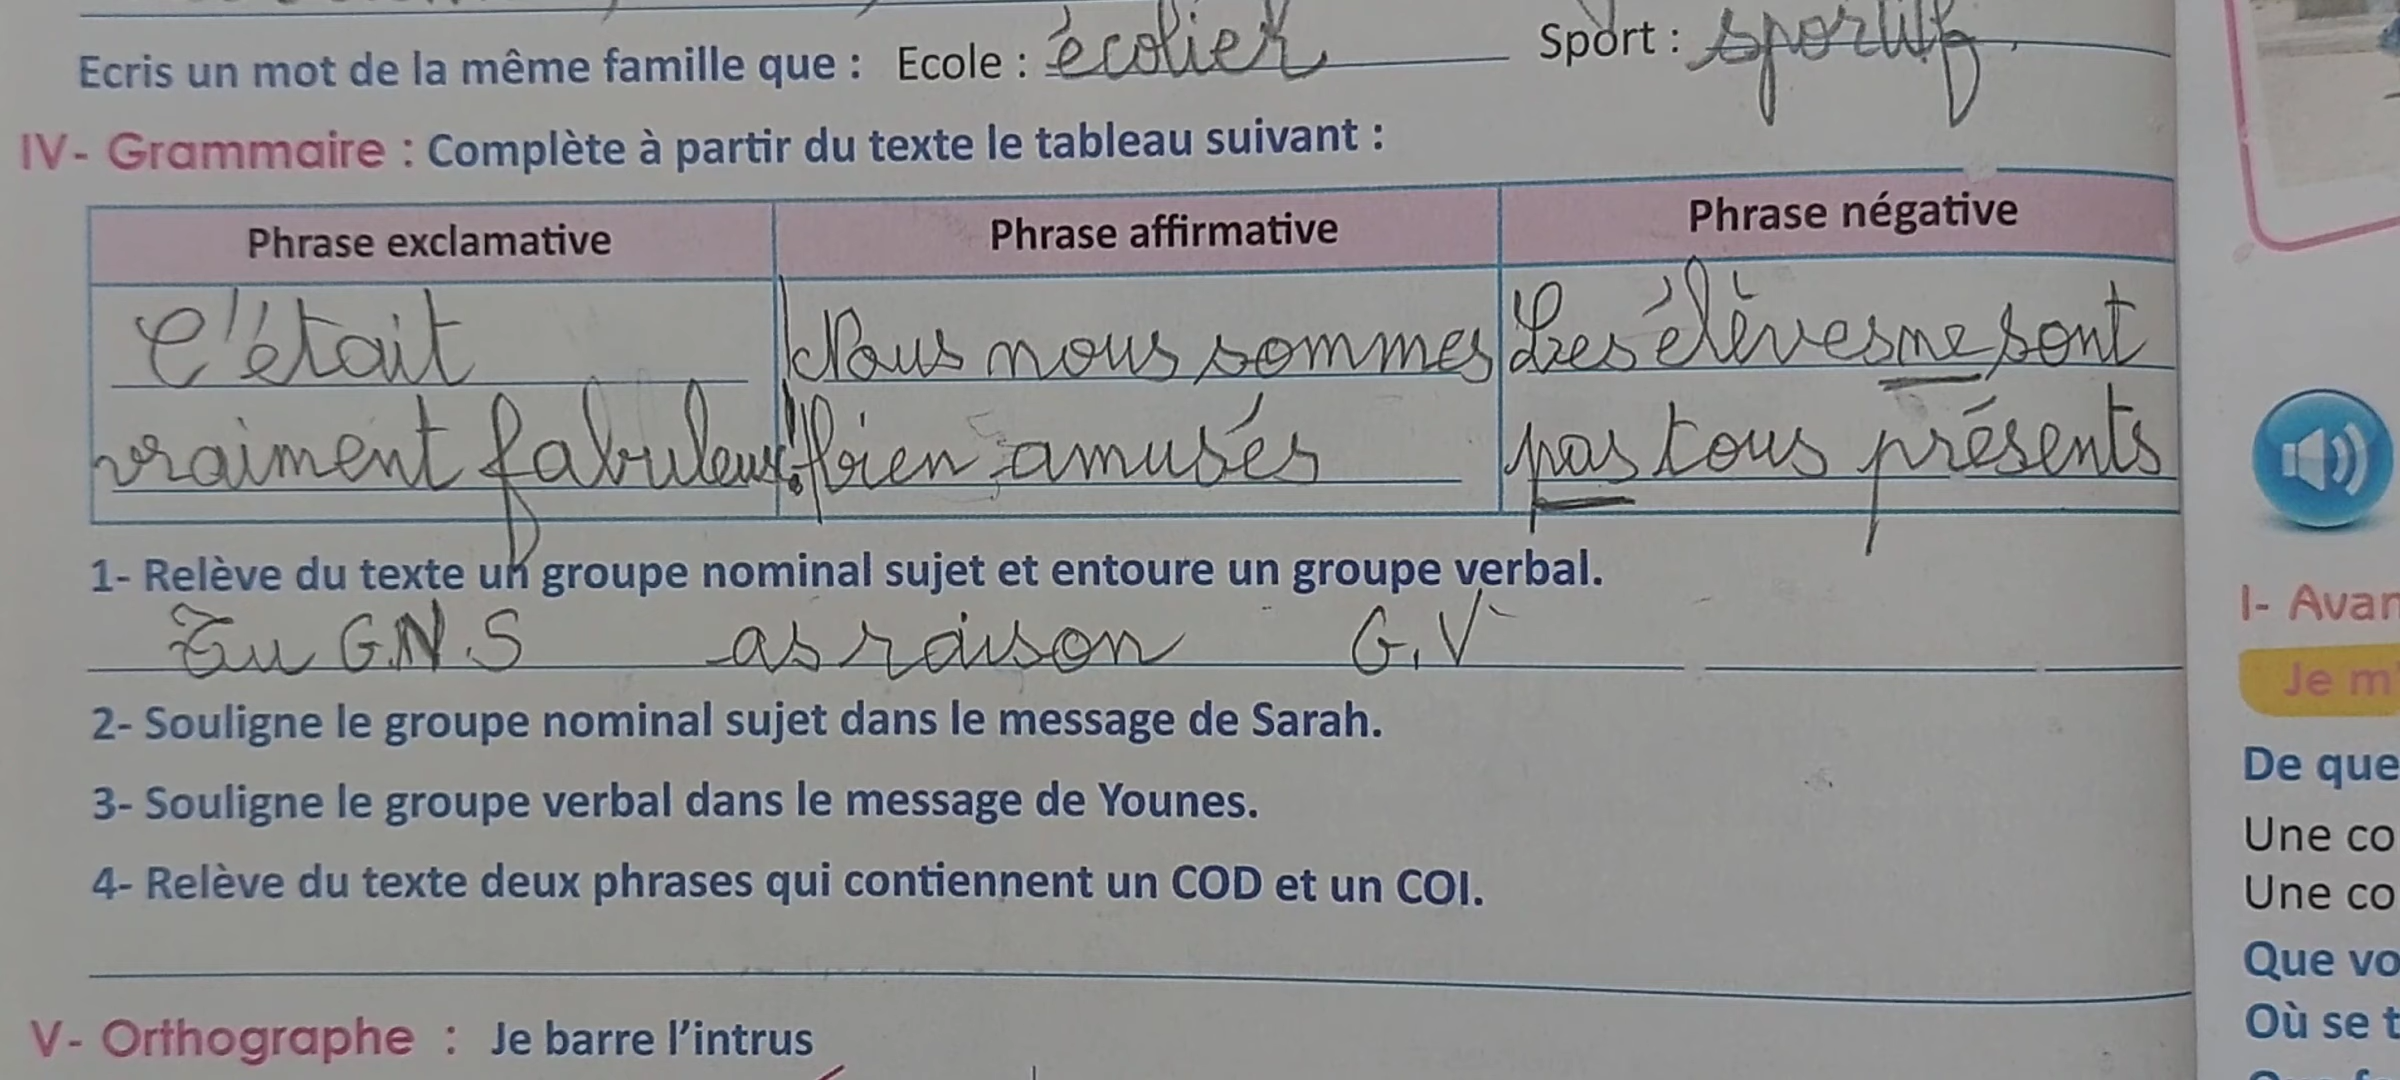 Ecris un mot de la même famille que : Ecole : écolier Sport : sportif
IV- Grammaire : Complète à partir du texte le tableau suivant :
Phrase exclamative Phrase affirmative Phrase négative
C'était Nous nous sommes Les élèves ne sont
vraiment fabuleux! bien amusés pas tous présents
1- Relève du texte un groupe nominal sujet et entoure un groupe verbal.
Tu G.N.S as raison G.V
2- Souligne le groupe nominal sujet dans le message de Sarah.
3- Souligne le groupe verbal dans le message de Younes.
4- Relève du texte deux phrases qui contiennent un COD et un COI.
V- Orthographe : Je barre l'intrus
I- Avan
Je m'
De que
Une co
Une co
Que vo
Où se t